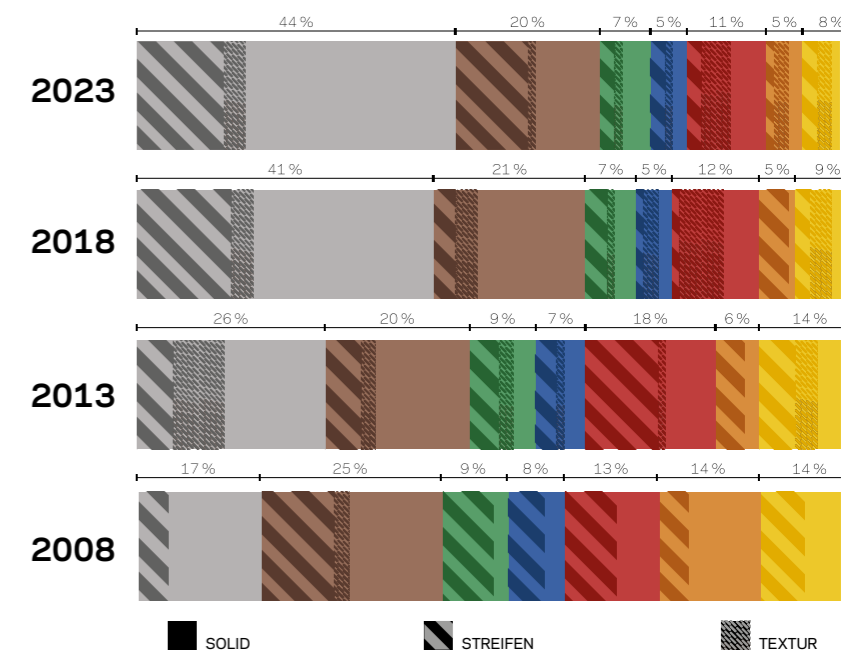 44 % 20 % 7 % 5 % 11 % 5 % 8 %
2023
41 % 21 % 7 % 5 % 12 % 5 % 9 %
2018
26 % 20 % 9 % 7 % 18 % 6 % 14 %
2013
17 % 25 % 9 % 8 % 13 % 14 % 14 %
2008
SOLID STREIFEN TEXTUR